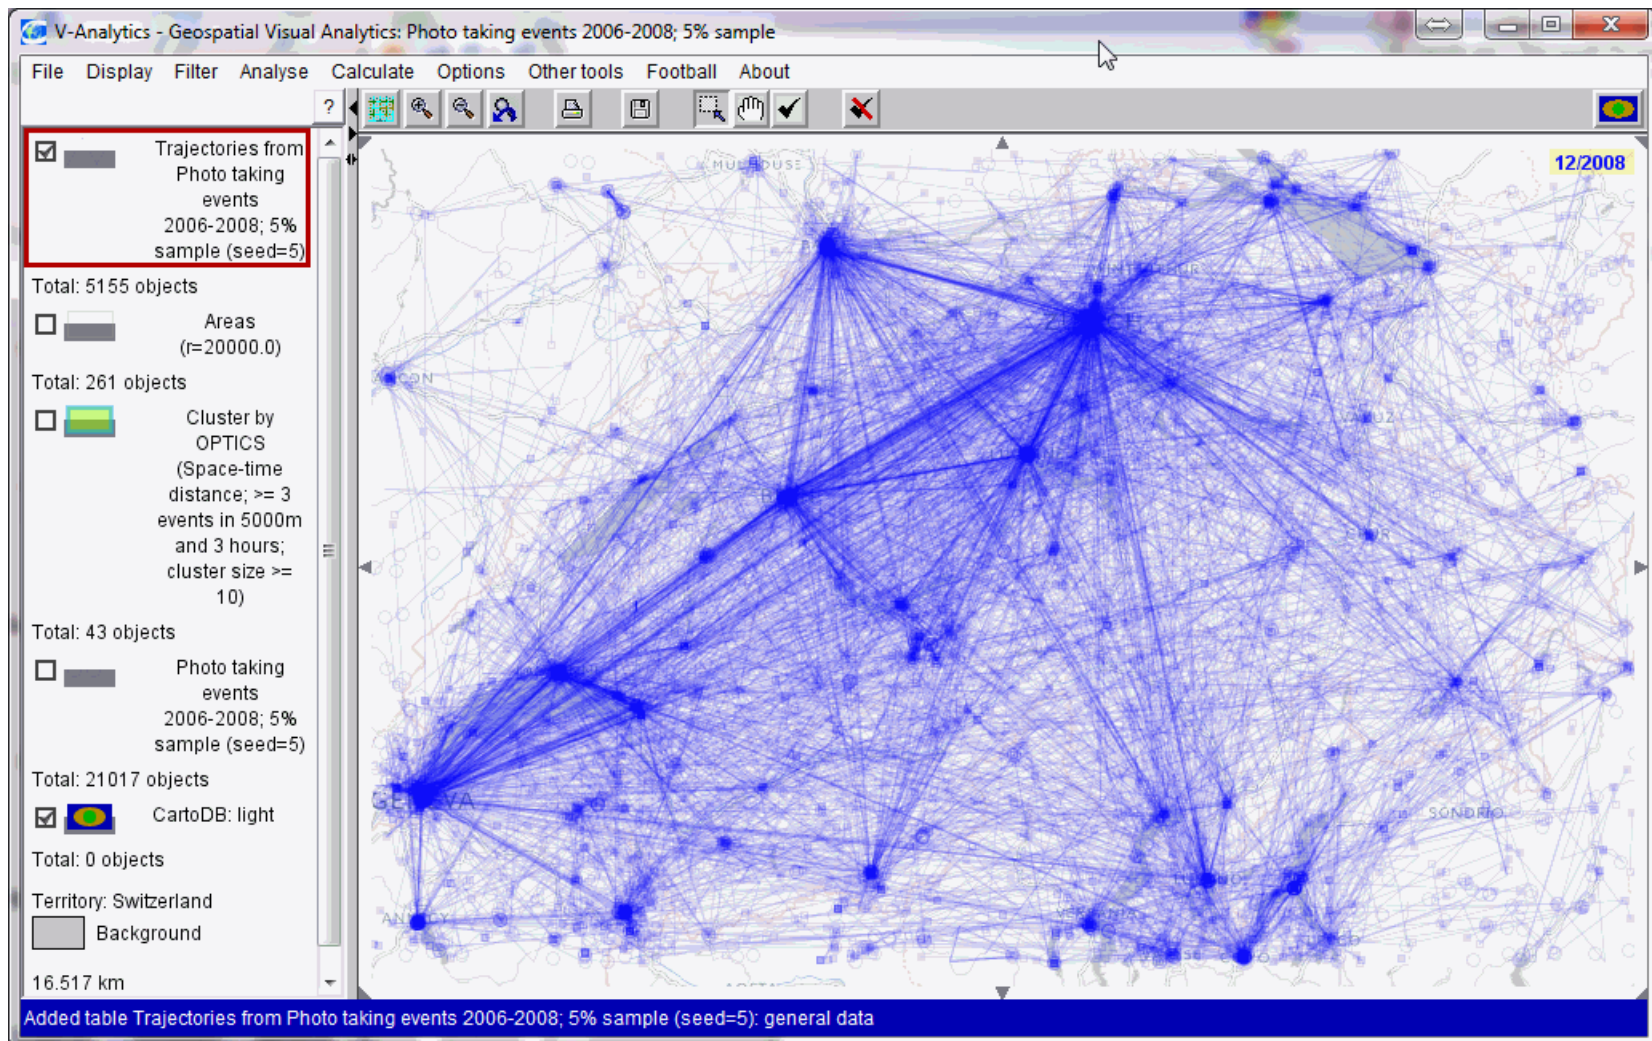 V-Analytics - Geospatial Visual Analytics: Photo taking events 2006-2008; 5% sample
File Display Filter Analyse Calculate Options Other tools Football About
?
12/2008
Trajectories from
Photo taking
events
2006-2008; 5%
sample (seed=5)
Total: 5155 objects
Areas
(r=20000.0)
Total: 261 objects
Cluster by
OPTICS
(Space-time
distance; >= 3
events in 5000m
and 3 hours;
cluster size >=
10)
Total: 43 objects
Photo taking
events
2006-2008; 5%
sample (seed=5)
Total: 21017 objects
CartoDB: light
Total: 0 objects
Territory: Switzerland
Background
16.517 km
MULHOUSE
GENEVA
SONDRIO
Added table Trajectories from Photo taking events 2006-2008; 5% sample (seed=5): general data